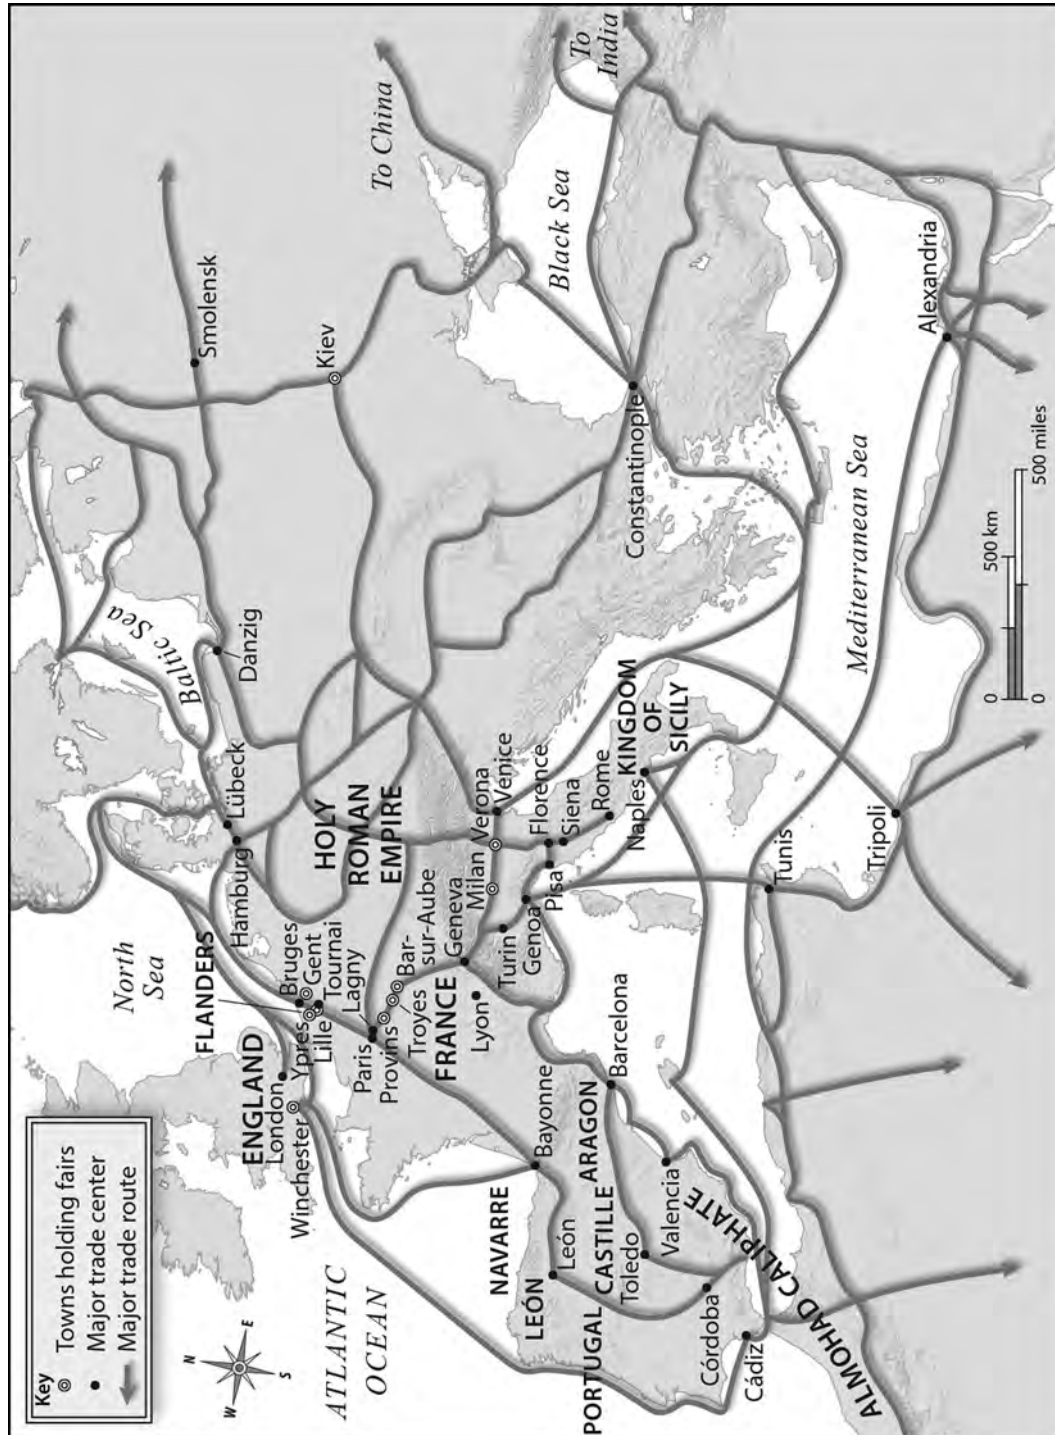 Key
Towns holding fairs
Major trade center
Major trade route
N
E
S
W
ATLANTIC
OCEAN
North
Sea
Baltic Sea
Black Sea
Mediterranean Sea
To China
To
India
ENGLAND
London
Winchester
FLANDERS
Bruges
Gent
Ypres
Tournai
Lille
Lagny
Paris
Provins
Troyes
Bar-
sur-Aube
FRANCE
Lyon
Geneva
Bayonne
Hamburg
Lübeck
Danzig
Smolensk
Kiev
HOLY
ROMAN
EMPIRE
Milan
Verona
Venice
Turin
Genoa
Pisa
Florence
Siena
Rome
Naples
KINGDOM
OF
SICILY
Constantinople
Alexandria
Tripoli
Tunis
NAVARRE
LEÓN
León
CASTILLE
ARAGON
Barcelona
Toledo
Valencia
PORTUGAL
Córdoba
Cádiz
ALMOHAD CALIPHATE
0 500 km
0 500 miles